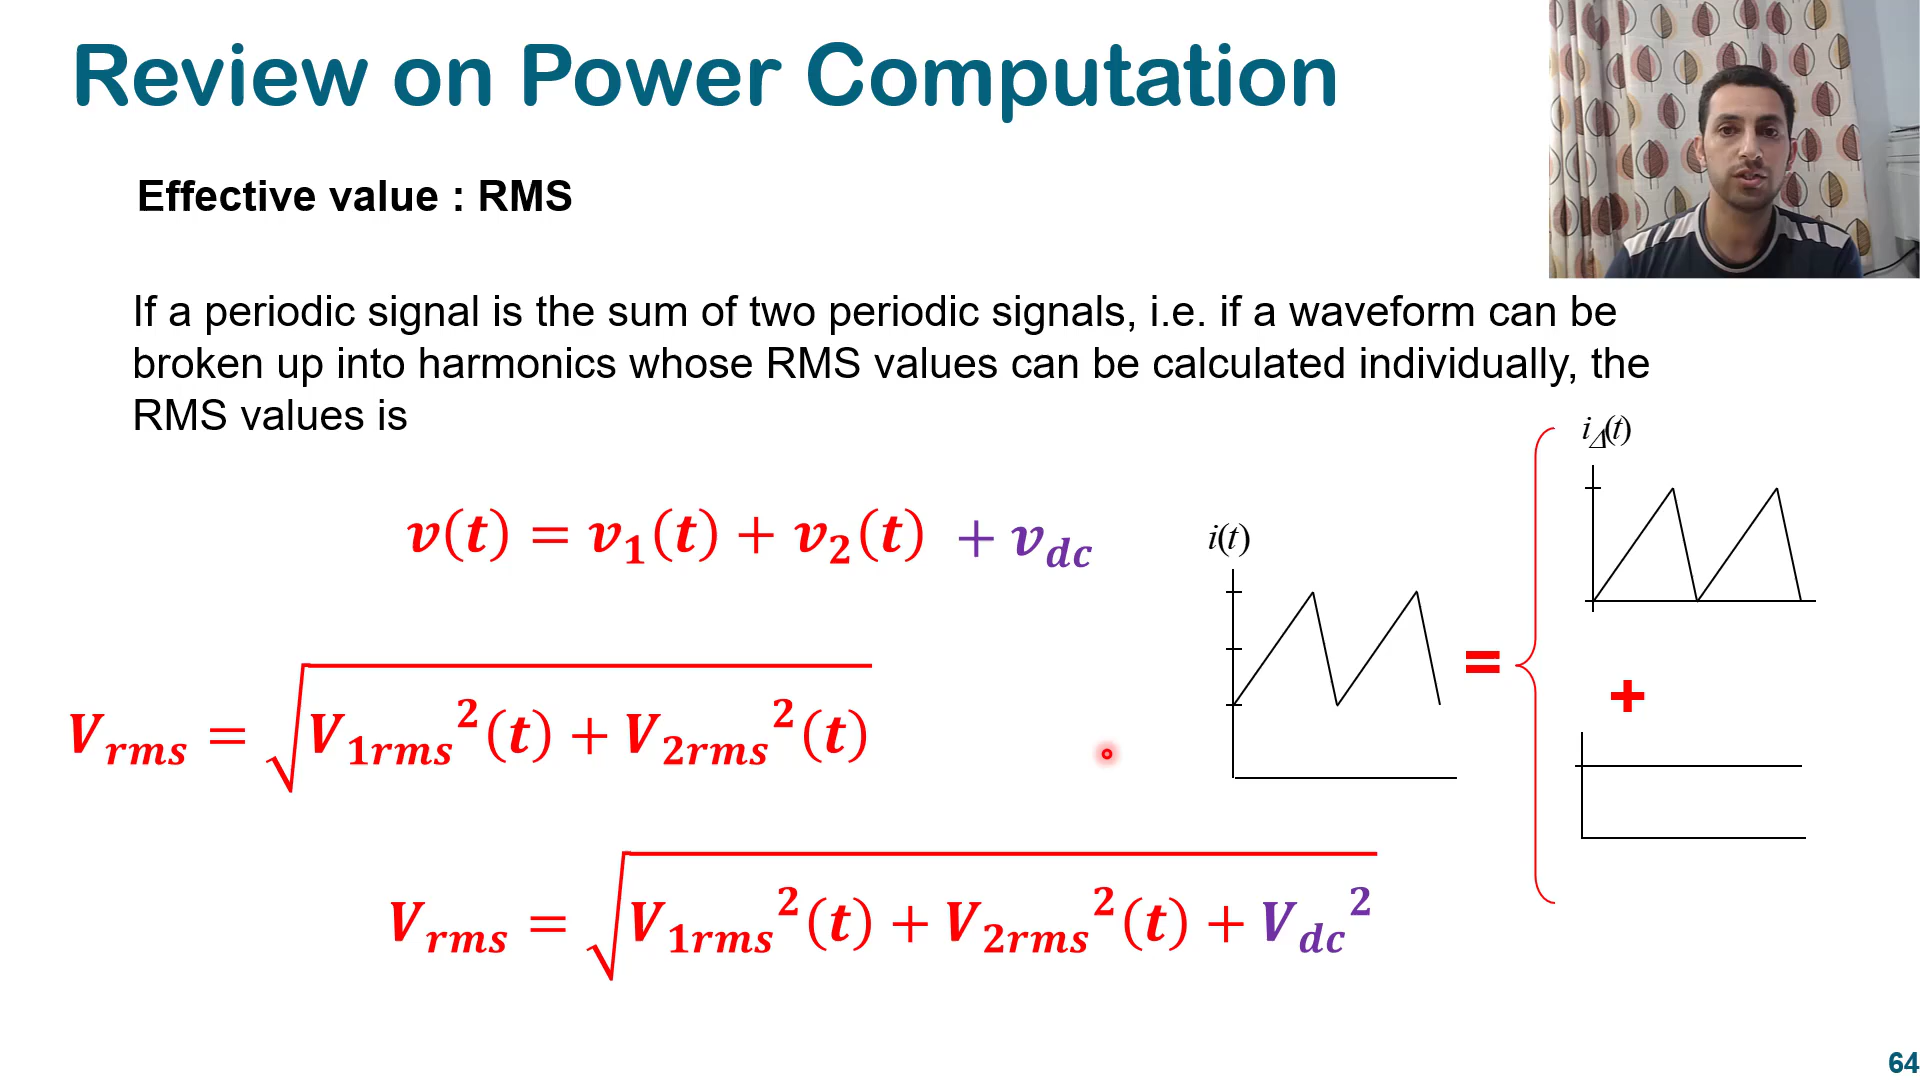 Review on Power Computation
Effective value : RMS
If a periodic signal is the sum of two periodic signals, i.e. if a waveform can be
broken up into harmonics whose RMS values can be calculated individually, the
RMS values is
v(t) = v₁(t) + v₂(t) + v_dc
V_rms = √(V_1rms²(t) + V_2rms²(t))
V_rms = √(V_1rms²(t) + V_2rms²(t) + V_dc²)
i(t)
=
i_Δ(t)
+
64